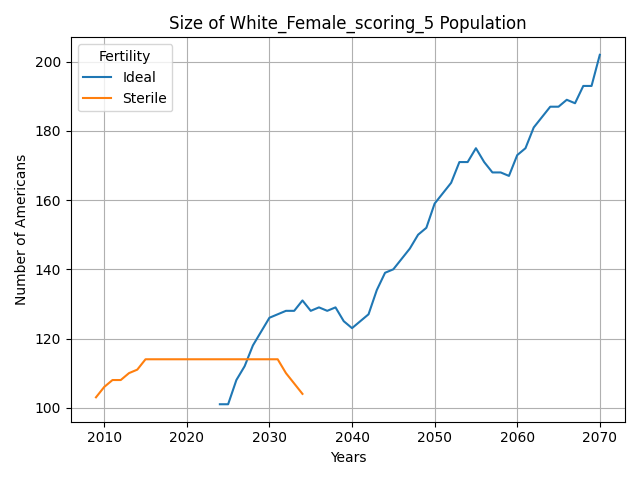 Size of White_Female_scoring_5 Population
Fertility
Ideal
Sterile
Number of Americans
200
180
160
140
120
100
2010 2020 2030 2040 2050 2060 2070
Years